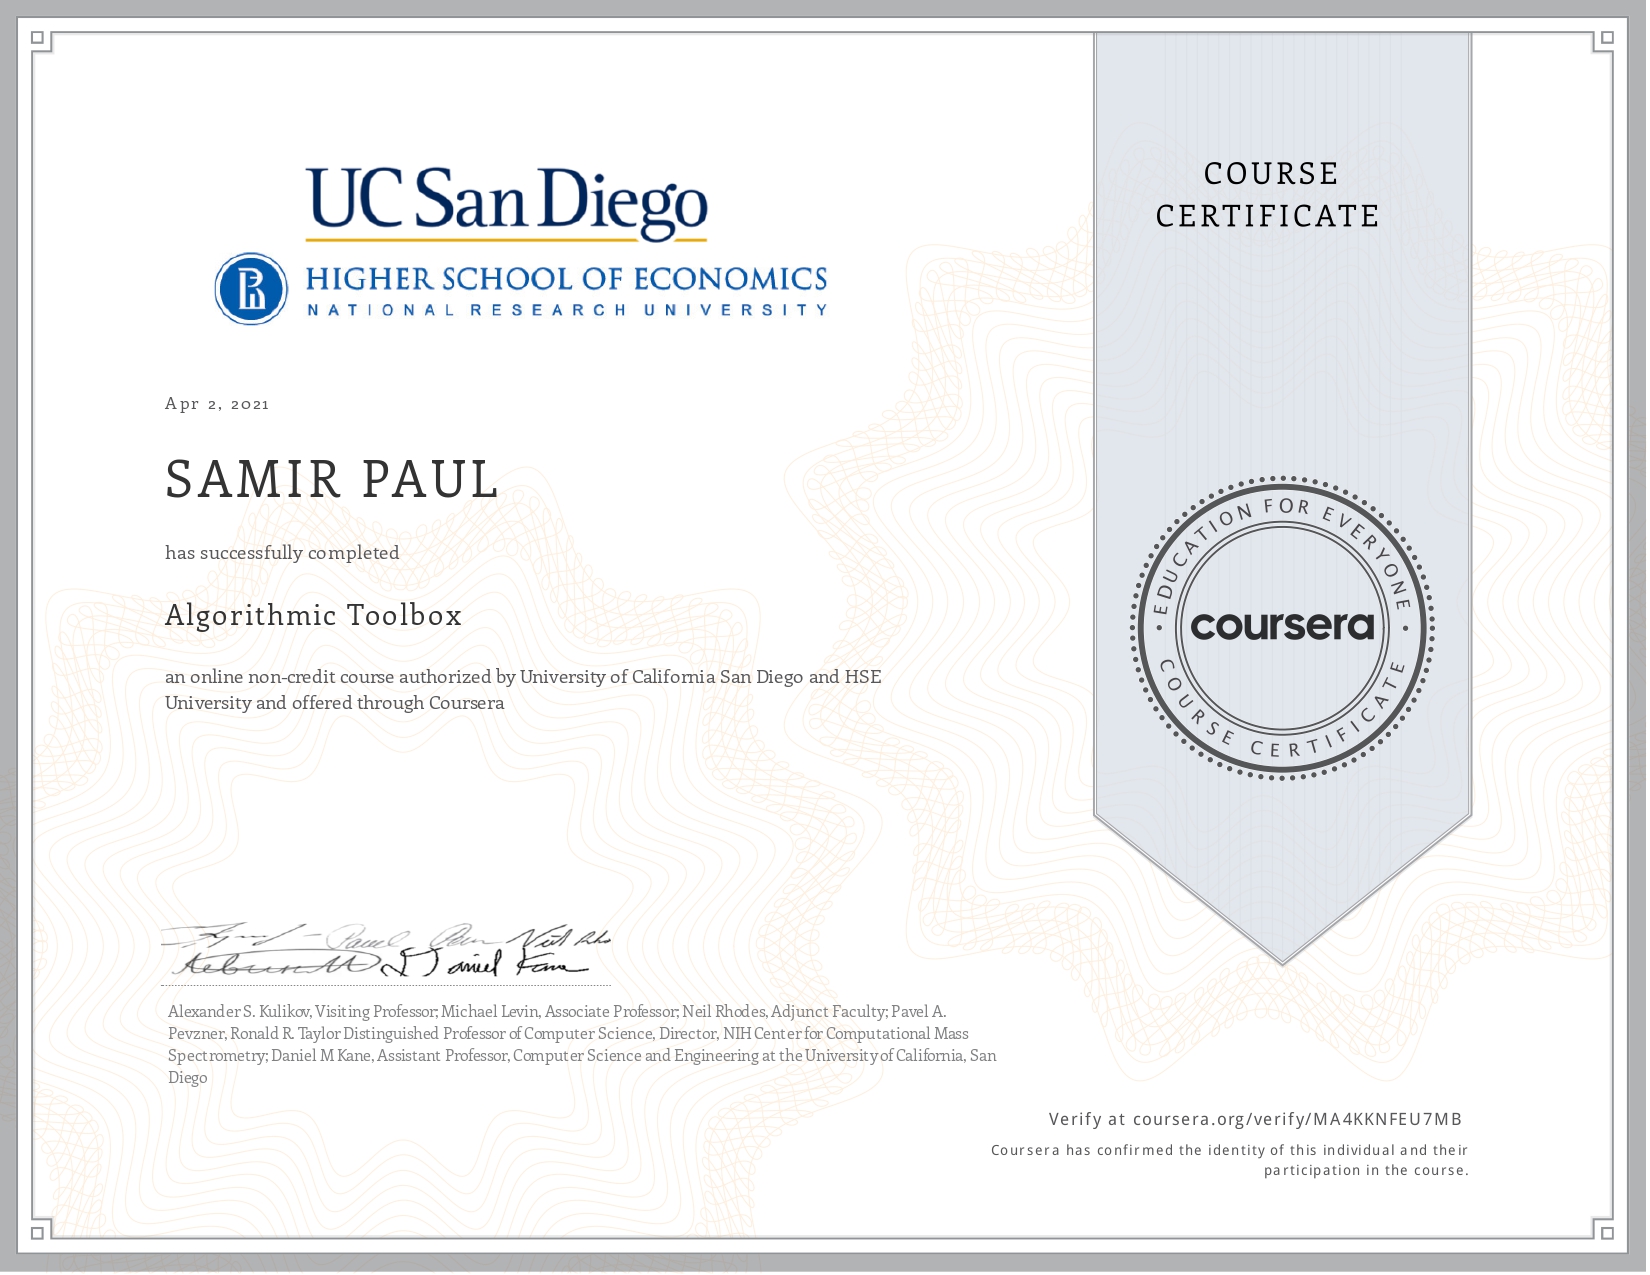 UC San Diego
HIGHER SCHOOL OF ECONOMICS
NATIONAL RESEARCH UNIVERSITY
COURSE
CERTIFICATE
Apr 2, 2021
SAMIR PAUL
has successfully completed
Algorithmic Toolbox
an online non-credit course authorized by University of California San Diego and HSE
University and offered through Coursera
EDUCATION FOR EVERYONE
coursera
COURSE CERTIFICATE
Daniel Kane
Alexander S. Kulikov, Visiting Professor; Michael Levin, Associate Professor; Neil Rhodes, Adjunct Faculty; Pavel A.
Pevzner, Ronald R. Taylor Distinguished Professor of Computer Science, Director, NIH Center for Computational Mass
Spectrometry; Daniel M Kane, Assistant Professor, Computer Science and Engineering at the University of California, San
Diego
Verify at coursera.org/verify/MA4KKNFEU7MB
Coursera has confirmed the identity of this individual and their
participation in the course.